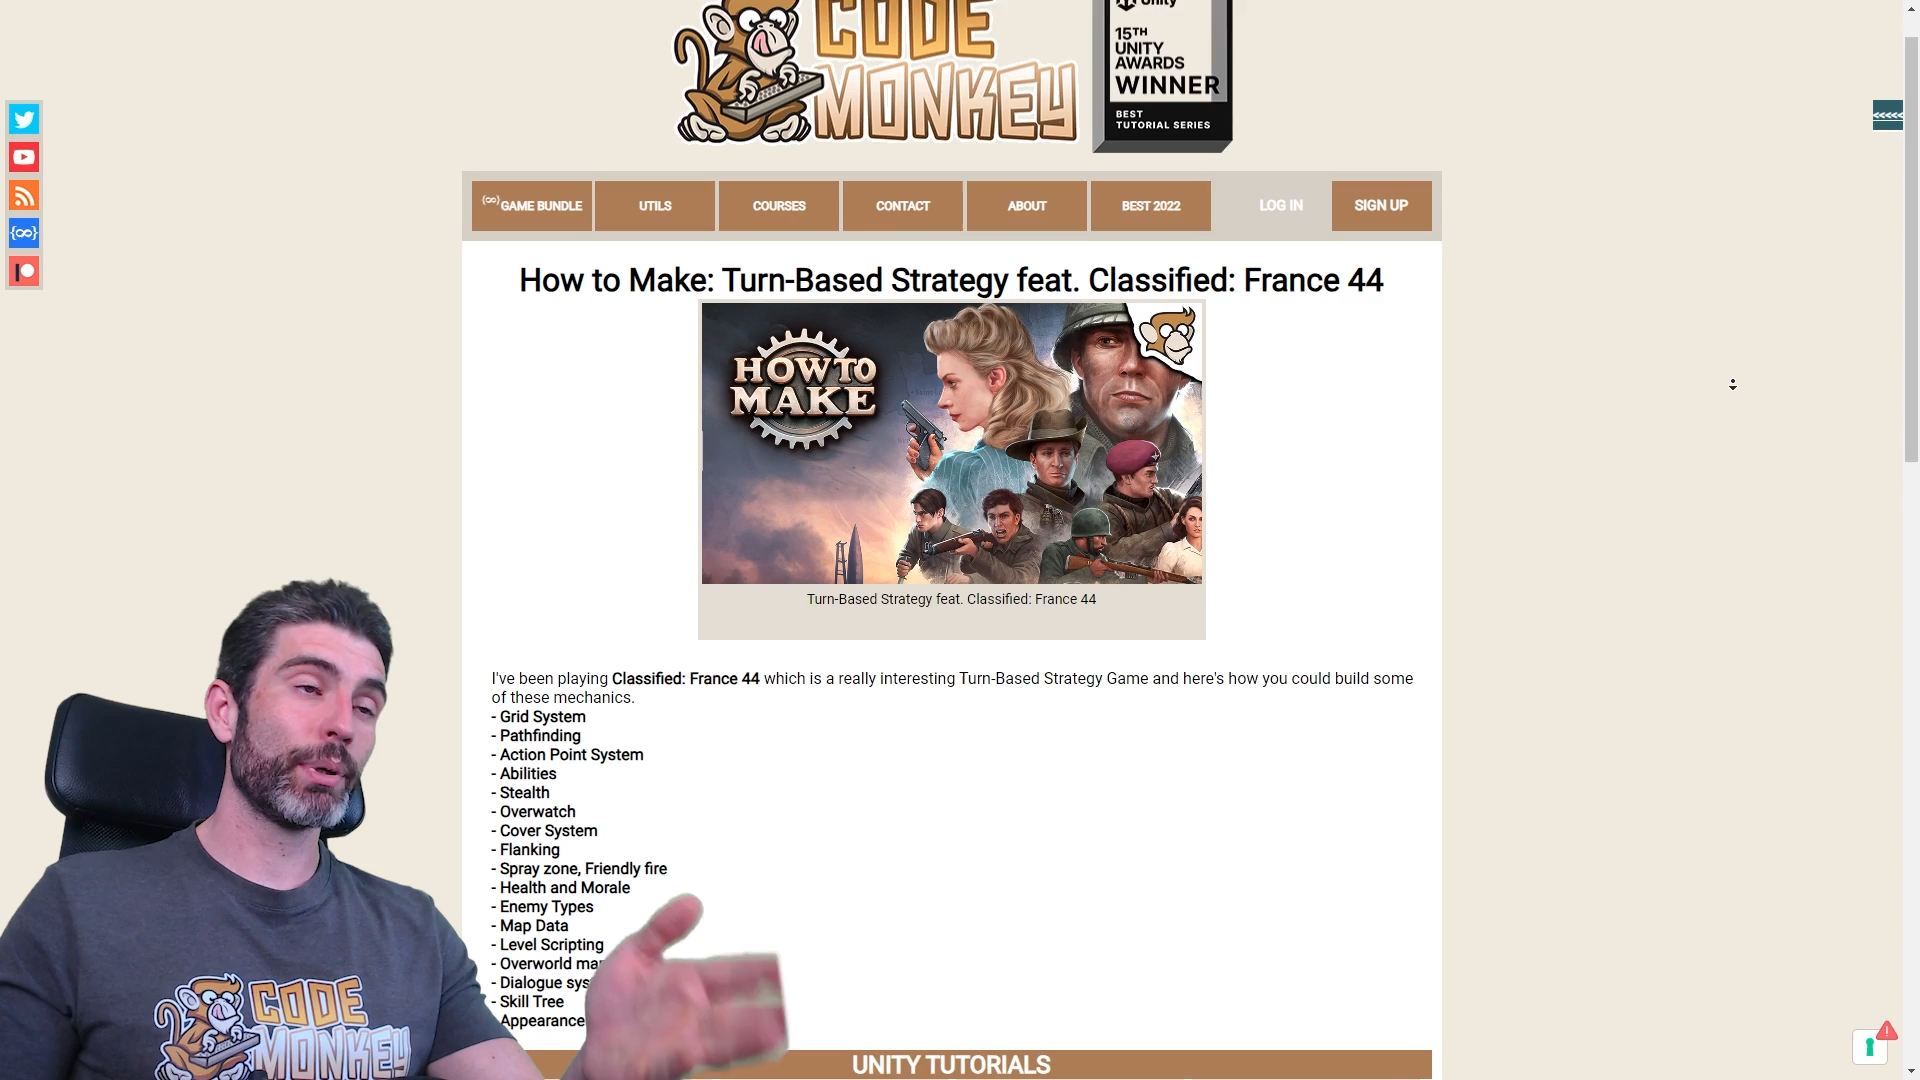 CODE
MONKEY
Unity
15TH
UNITY
AWARDS
WINNER
BEST
TUTORIAL SERIES
<<<<<
{∞} GAME BUNDLE
UTILS
COURSES
CONTACT
ABOUT
BEST 2022
LOG IN
SIGN UP
How to Make: Turn-Based Strategy feat. Classified: France 44
HOW TO
MAKE
Turn-Based Strategy feat. Classified: France 44
I've been playing Classified: France 44 which is a really interesting Turn-Based Strategy Game and here's how you could build some
of these mechanics.
- Grid System
- Pathfinding
- Action Point System
- Abilities
- Stealth
- Overwatch
- Cover System
- Flanking
- Spray zone, Friendly fire
- Health and Morale
- Enemy Types
- Map Data
- Level Scripting
- Overworld
- Dialogue
- Skill Tree
Appearance
CODE
MONKEY
UNITY TUTORIALS